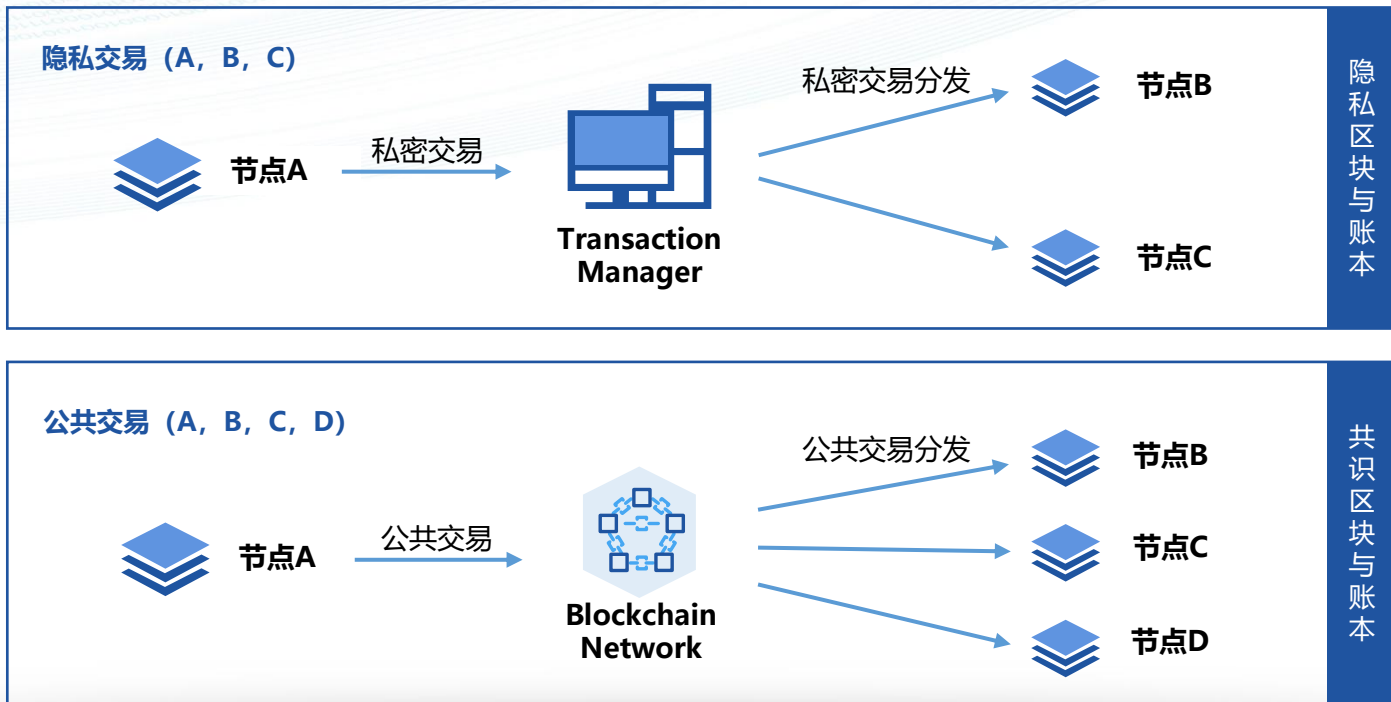 隐私交易（A，B，C）
节点A
私密交易
Transaction
Manager
私密交易分发
节点B
节点C
隐私区块与账本
公共交易（A，B，C，D）
节点A
公共交易
Blockchain
Network
公共交易分发
节点B
节点C
节点D
共识区块与账本